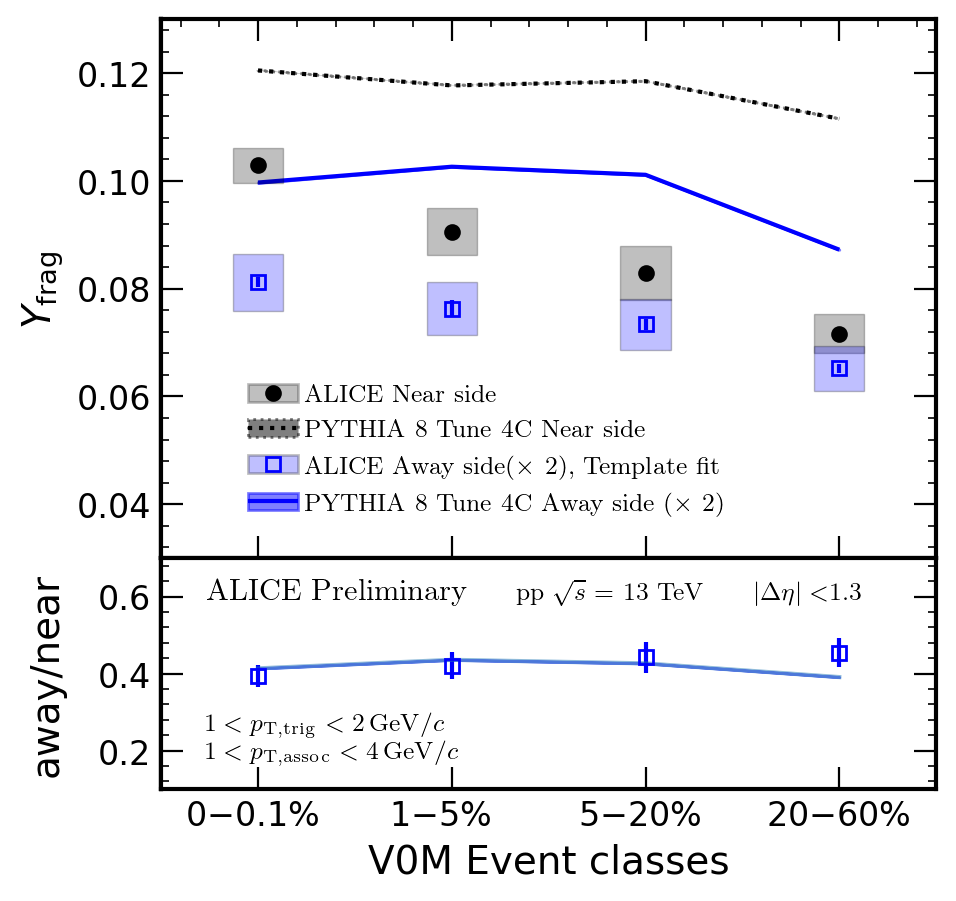 0.12
0.10
0.08
0.06
0.04
Y_frag
ALICE Near side
PYTHIA 8 Tune 4C Near side
ALICE Away side(× 2), Template fit
PYTHIA 8 Tune 4C Away side (× 2)
0.6
0.4
0.2
away/near
ALICE Preliminary pp √s = 13 TeV |Δη| <1.3
1 < p_T,trig < 2 GeV/c
1 < p_T,assoc < 4 GeV/c
0−0.1% 1−5% 5−20% 20−60%
V0M Event classes